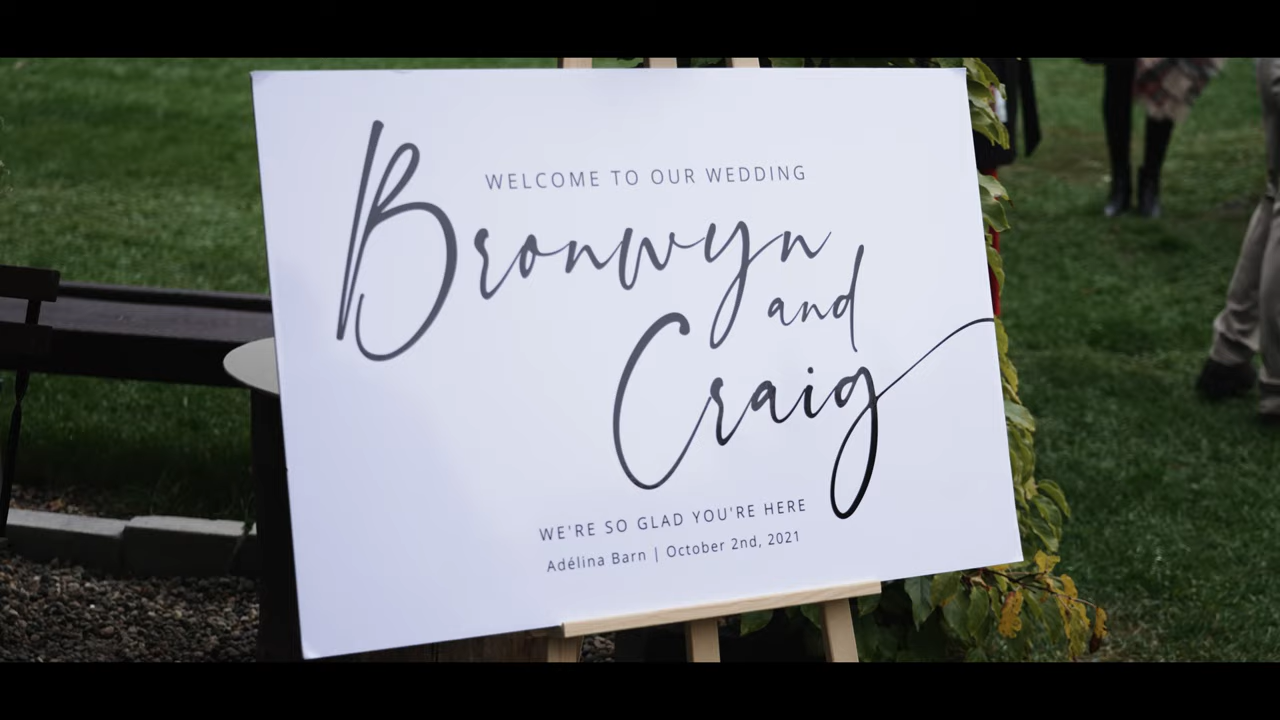 WELCOME TO OUR WEDDING
Bronwyn
and
Craig
WE'RE SO GLAD YOU'RE HERE
Adélina Barn | October 2nd, 2021